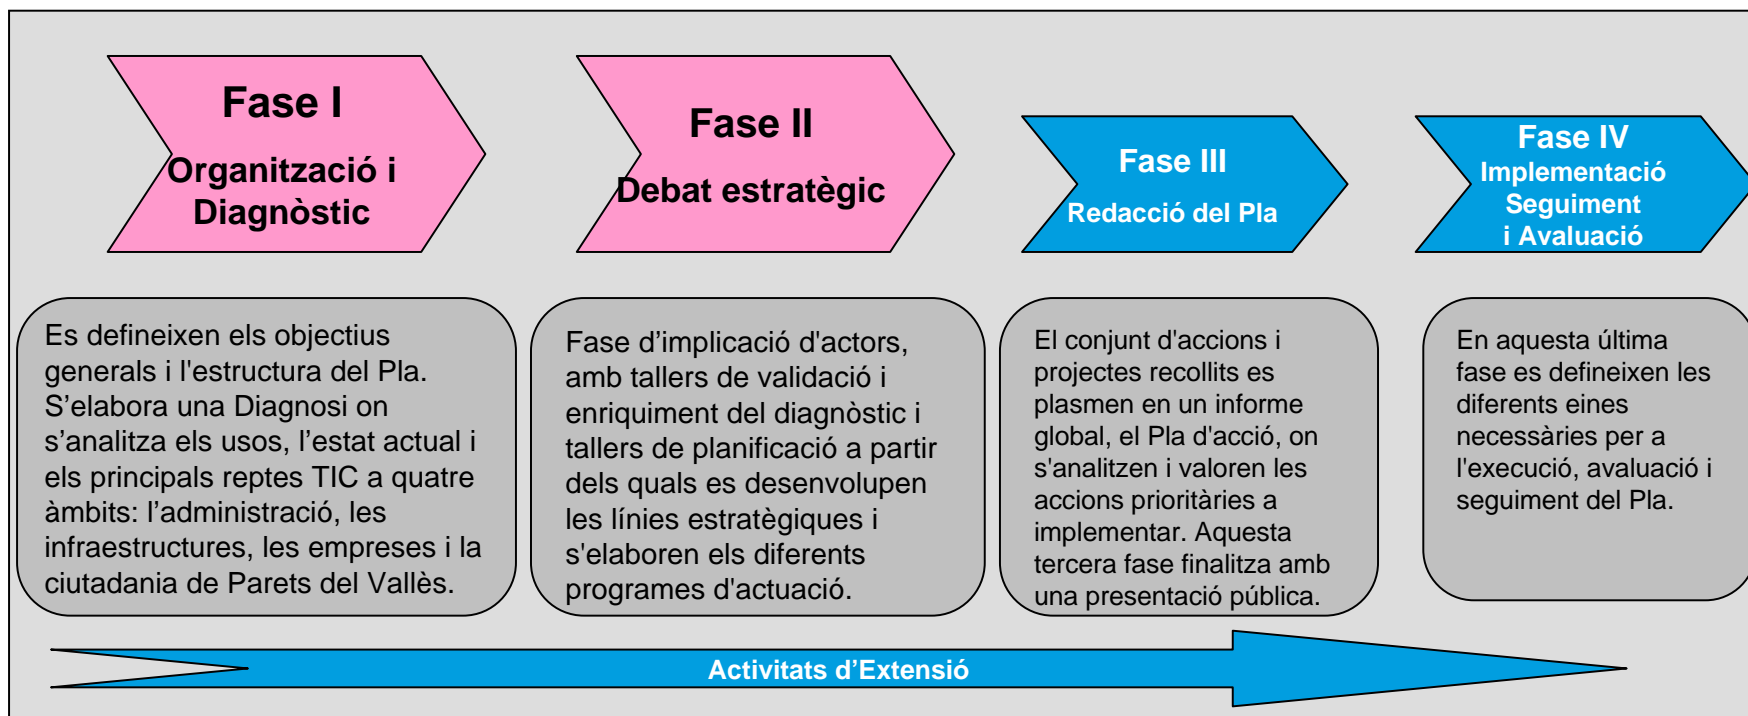 Fase I
Organització i
Diagnòstic
Fase II
Debat estratègic
Fase III
Redacció del Pla
Fase IV
Implementació
Seguiment
i Avaluació
Es defineixen els objectius
generals i l'estructura del Pla.
S’elabora una Diagnosi on
s’analitza els usos, l’estat actual i
els principals reptes TIC a quatre
àmbits: l’administració, les
infraestructures, les empreses i la
ciutadania de Parets del Vallès.
Fase d’implicació d'actors,
amb tallers de validació i
enriquiment del diagnòstic i
tallers de planificació a partir
dels quals es desenvolupen
les línies estratègiques i
s'elaboren els diferents
programes d'actuació.
El conjunt d'accions i
projectes recollits es
plasmen en un informe
global, el Pla d'acció, on
s'analitzen i valoren les
accions prioritàries a
implementar. Aquesta
tercera fase finalitza amb
una presentació pública.
En aquesta última
fase es defineixen les
diferents eines
necessàries per a
l'execució, avaluació i
seguiment del Pla.
Activitats d’Extensió